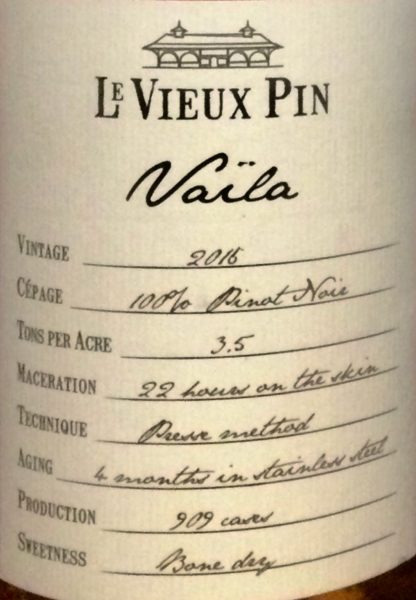 LE VIEUX PIN
Vaïla
VINTAGE 2016
CÉPAGE 100% Pinot Noir
TONS PER ACRE 3.5
MACERATION 22 hours on the skin
TECHNIQUE Presse method
AGING 4 months in stainless steel
PRODUCTION 909 cases
SWEETNESS Bone dry